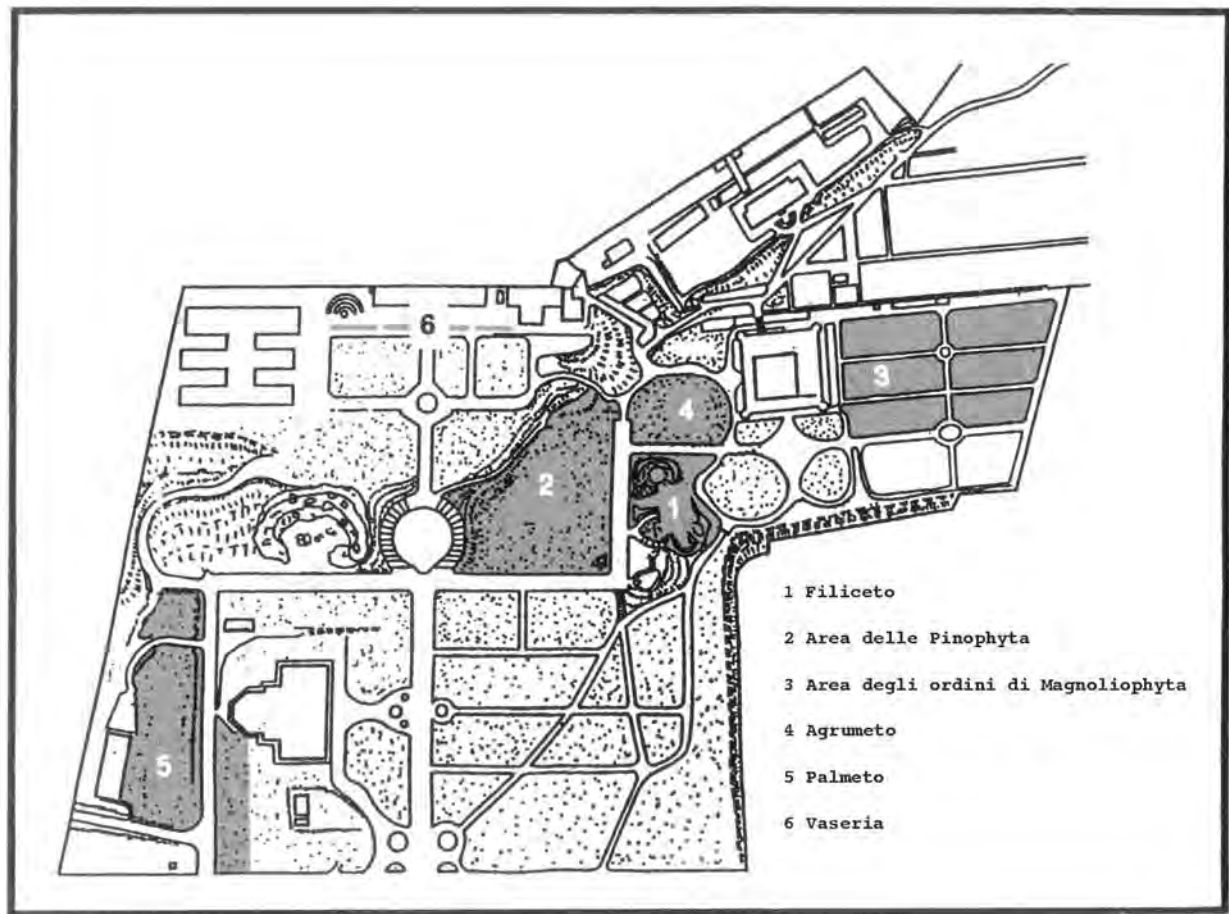 6
3
4
2
1
5
1 Filiceto
2 Area delle Pinophyta
3 Area degli ordini di Magnoliophyta
4 Agrumeto
5 Palmeto
6 Vaseria